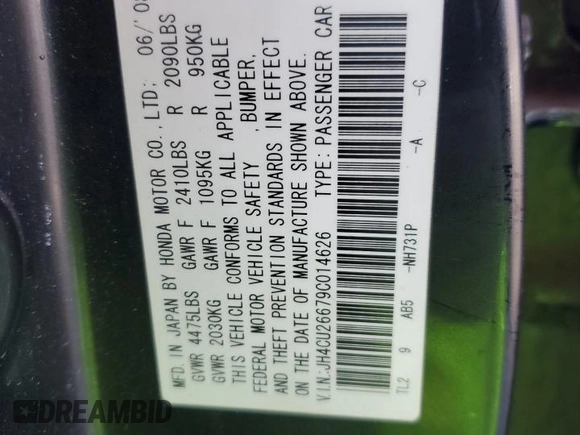 MFD. IN JAPAN BY HONDA MOTOR CO., LTD. 06/'08
GVWR 4475LBS GAWR F 2410LBS R 2090LBS
GVWR 2030KG GAWR F 1095KG R 950KG
THIS VEHICLE CONFORMS TO ALL APPLICABLE
FEDERAL MOTOR VEHICLE SAFETY , BUMPER,
AND THEFT PREVENTION STANDARDS IN EFFECT
ON THE DATE OF MANUFACTURE SHOWN ABOVE.
V.I.N:JH4CU26679C014626 TYPE: PASSENGER CAR
TL2 9 AB5 -NH731P -A -C
DREAMBID